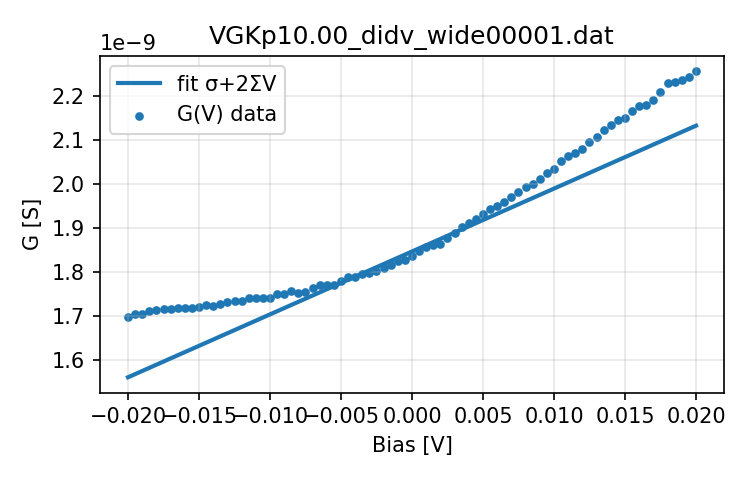 VGKp10.00_didv_wide00001.dat
1e−9
fit σ+2ΣV
G(V) data
2.2
2.1
2.0
1.9
1.8
1.7
1.6
G [S]
−0.020 −0.015 −0.010 −0.005 0.000 0.005 0.010 0.015 0.020
Bias [V]